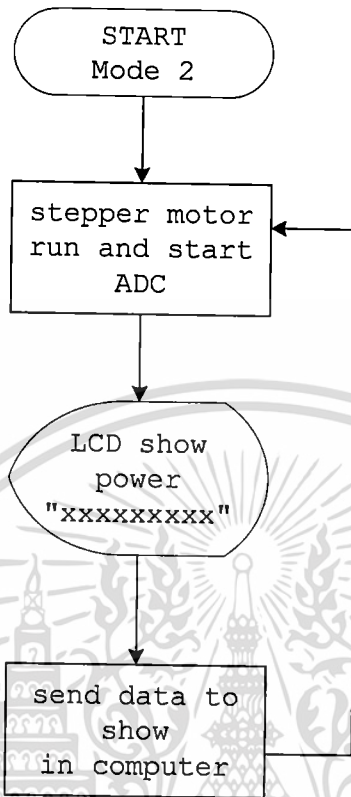 START
Mode 2
stepper motor
run and start
ADC
LCD show
power
"xxxxxxxxx"
send data to
show
in computer